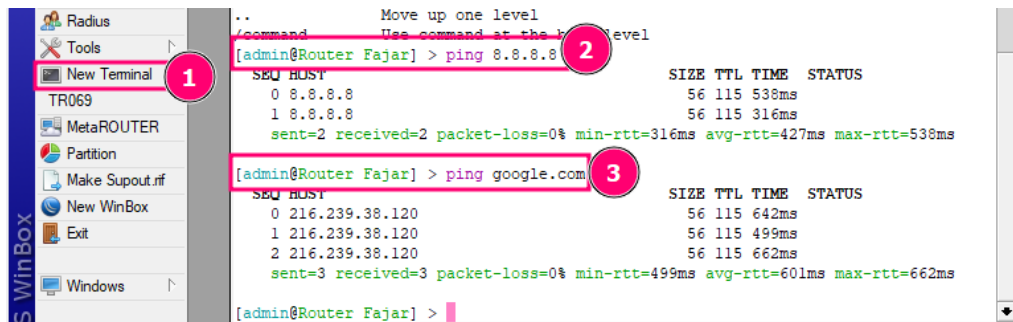 Radius
Tools
New Terminal
1
TR069
MetaROUTER
Partition
Make Supout.rif
New WinBox
Exit
Windows
S WinBox
.. Move up one level
/command Use command at the level
[admin@Router Fajar] > ping 8.8.8.8
2
SEQ HOST SIZE TTL TIME STATUS
0 8.8.8.8 56 115 538ms
1 8.8.8.8 56 115 316ms
sent=2 received=2 packet-loss=0% min-rtt=316ms avg-rtt=427ms max-rtt=538ms
[admin@Router Fajar] > ping google.com
3
SEQ HOST SIZE TTL TIME STATUS
0 216.239.38.120 56 115 642ms
1 216.239.38.120 56 115 499ms
2 216.239.38.120 56 115 662ms
sent=3 received=3 packet-loss=0% min-rtt=499ms avg-rtt=601ms max-rtt=662ms
[admin@Router Fajar] >